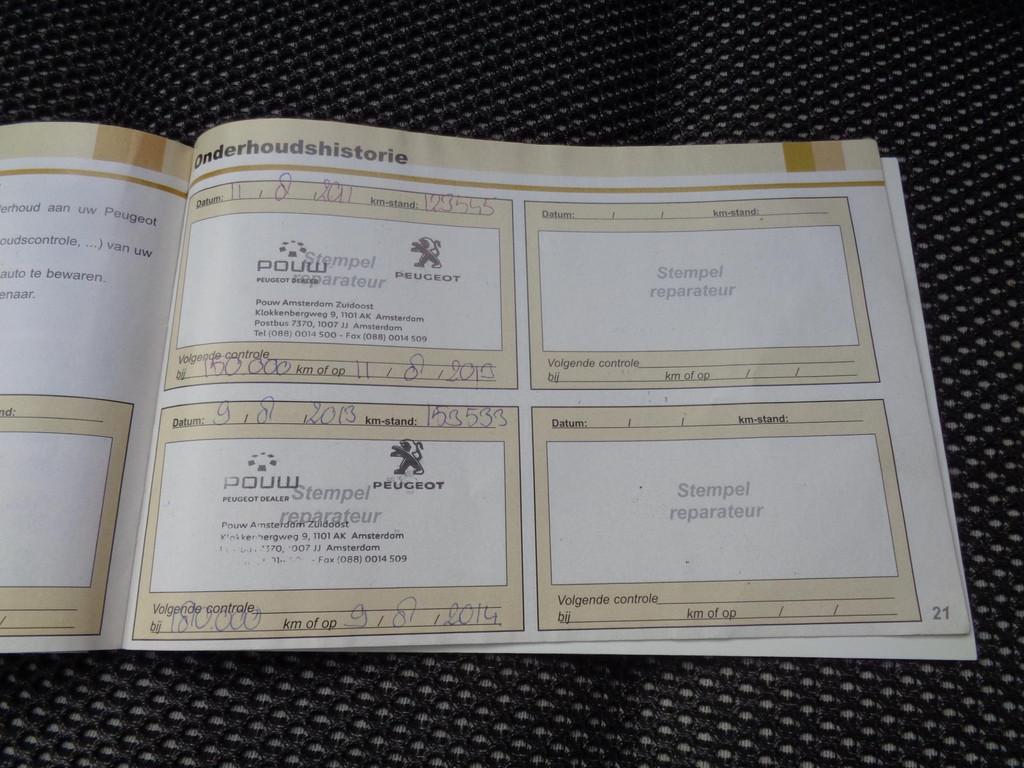 erhoud aan uw Peugeot
oudscontrole, ...) van uw
auto te bewaren.
enaar.
nd:
/
Onderhoudshistorie
Datum: 11 / 8 / 2011 km-stand: 123545
Stempel
reparateur
POUW
PEUGEOT DEALER
PEUGEOT
Pouw Amsterdam Zuidoost
Klokkenbergweg 9, 1101 AK Amsterdam
Postbus 7370, 1007 JJ Amsterdam
Tel (088) 0014 500 - Fax (088) 0014 509
Volgende controle
bij 150.000 km of op 11 / 8 / 2013
Datum: 9 / 8 / 2013 km-stand: 153533
Stempel
reparateur
POUW
PEUGEOT DEALER
PEUGEOT
Pouw Amsterdam Zuidoost
Klokkenbergweg 9, 1101 AK Amsterdam
370, 1007 JJ Amsterdam
- Fax (088) 0014 509
Volgende controle
bij 180.000 km of op 9 / 8 / 2014
Datum: / / km-stand:
Stempel
reparateur
Volgende controle
bij km of op / /
Datum: / / km-stand:
Stempel
reparateur
Volgende controle
bij km of op / /
21